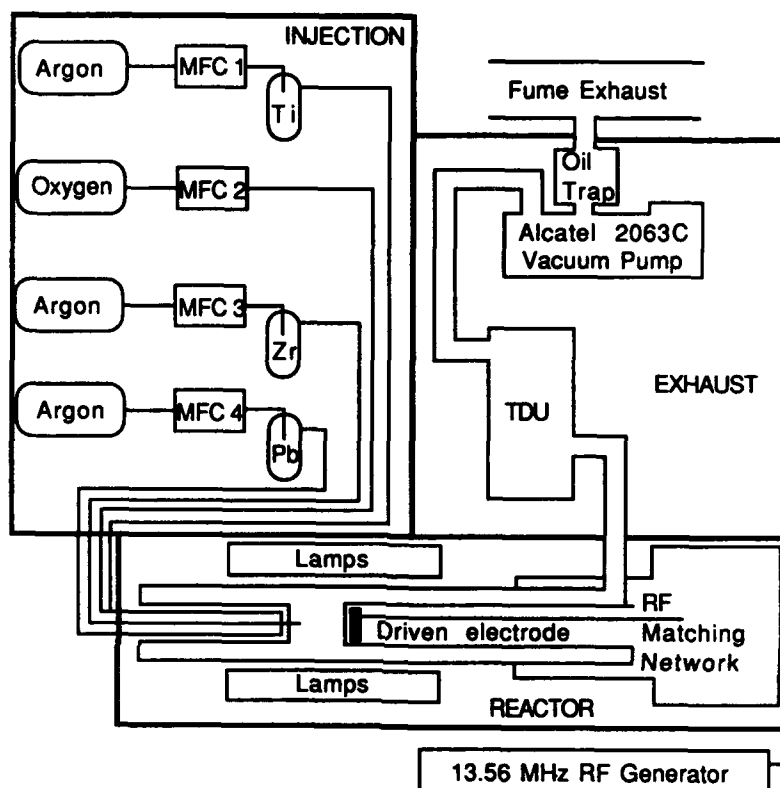 INJECTION
Argon
MFC 1
Ti
Oxygen
MFC 2
Argon
MFC 3
Zr
Argon
MFC 4
Pb
Fume Exhaust
Oil
Trap
Alcatel 2063C
Vacuum Pump
TDU
EXHAUST
Lamps
Driven electrode
RF
Matching
Network
Lamps
REACTOR
13.56 MHz RF Generator